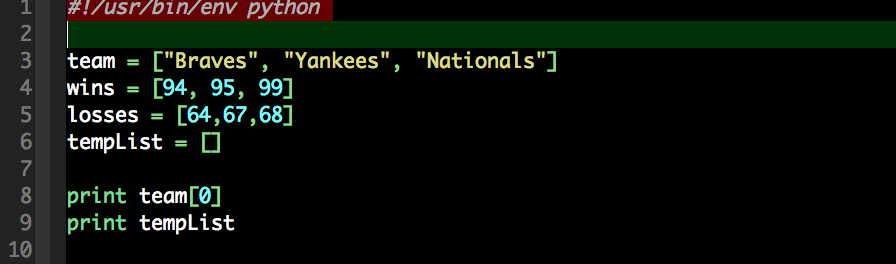 1 #!/usr/bin/env python
2
3 team = ["Braves", "Yankees", "Nationals"]
4 wins = [94, 95, 99]
5 losses = [64,67,68]
6 tempList = []
7
8 print team[0]
9 print tempList
10